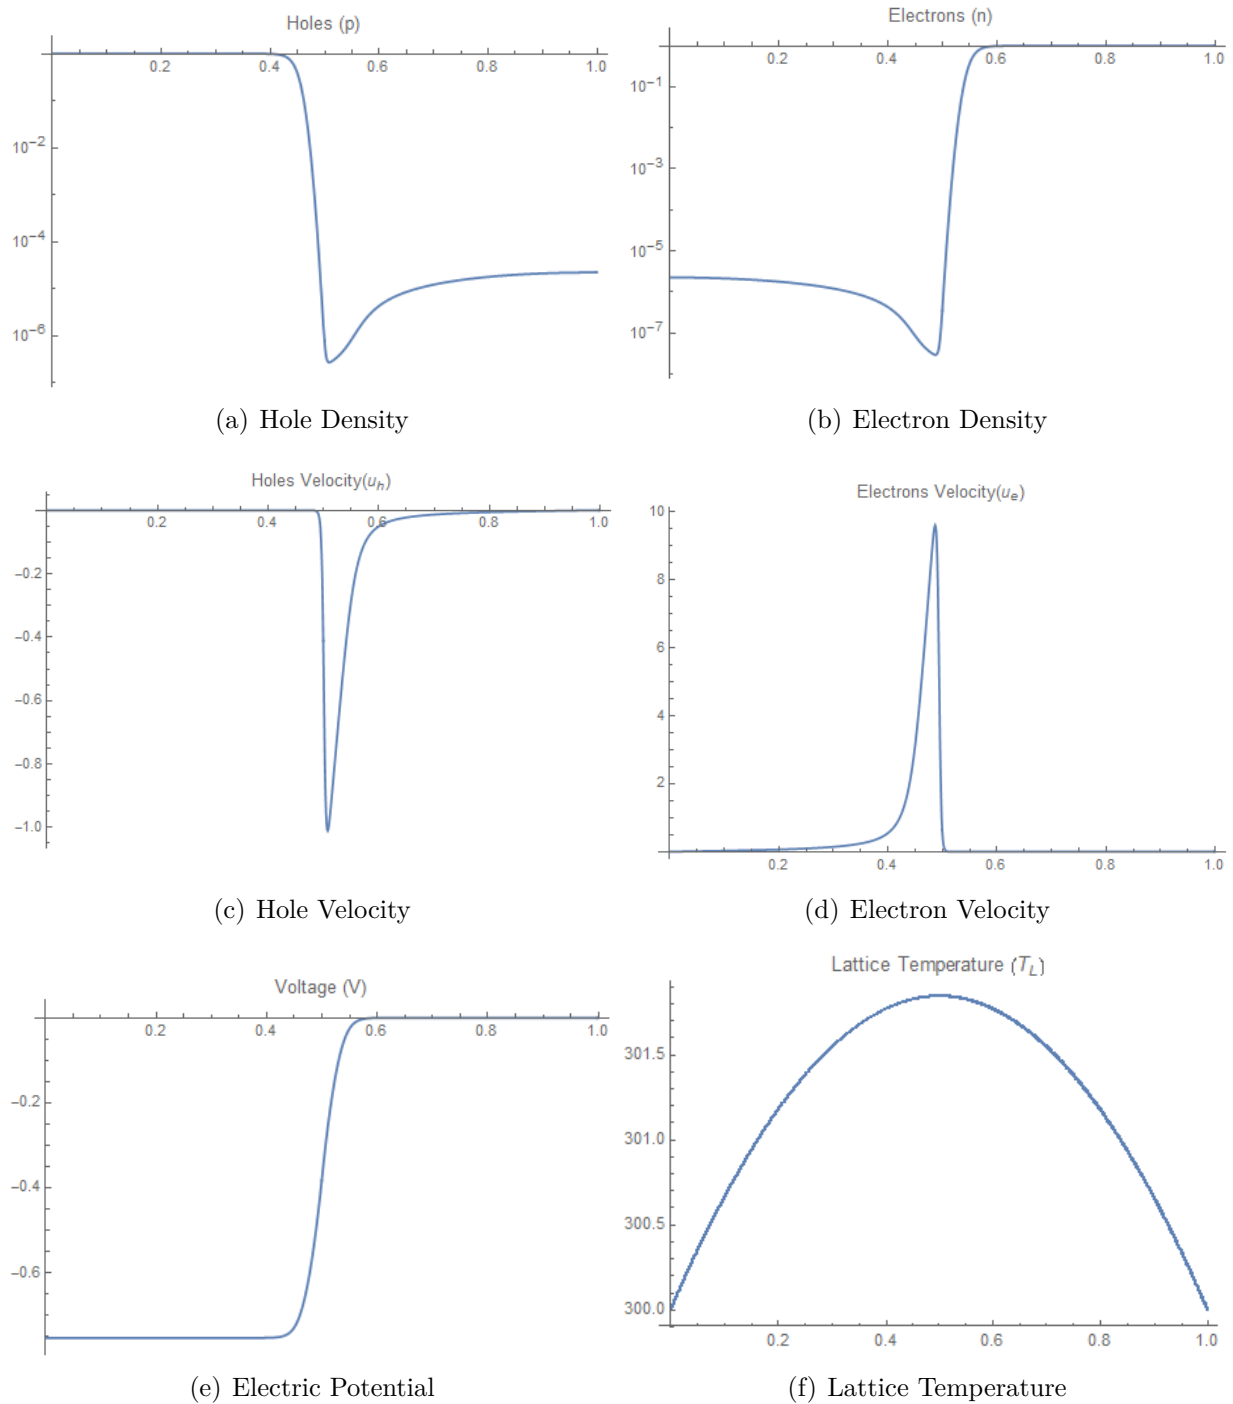 Holes (p)
0.2 0.4 0.6 0.8 1.0
10−2
10−4
10−6
(a) Hole Density
Electrons (n)
0.2 0.4 0.6 0.8 1.0
10−1
10−3
10−5
10−7
(b) Electron Density
Holes Velocity(uh)
0.2 0.4 0.6 0.8 1.0
−0.2
−0.4
−0.6
−0.8
−1.0
(c) Hole Velocity
Electrons Velocity(ue)
10
8
6
4
2
0.2 0.4 0.6 0.8 1.0
(d) Electron Velocity
Voltage (V)
0.2 0.4 0.6 0.8 1.0
−0.2
−0.4
−0.6
(e) Electric Potential
Lattice Temperature (TL)
301.5
301.0
300.5
300.0
0.2 0.4 0.6 0.8 1.0
(f) Lattice Temperature